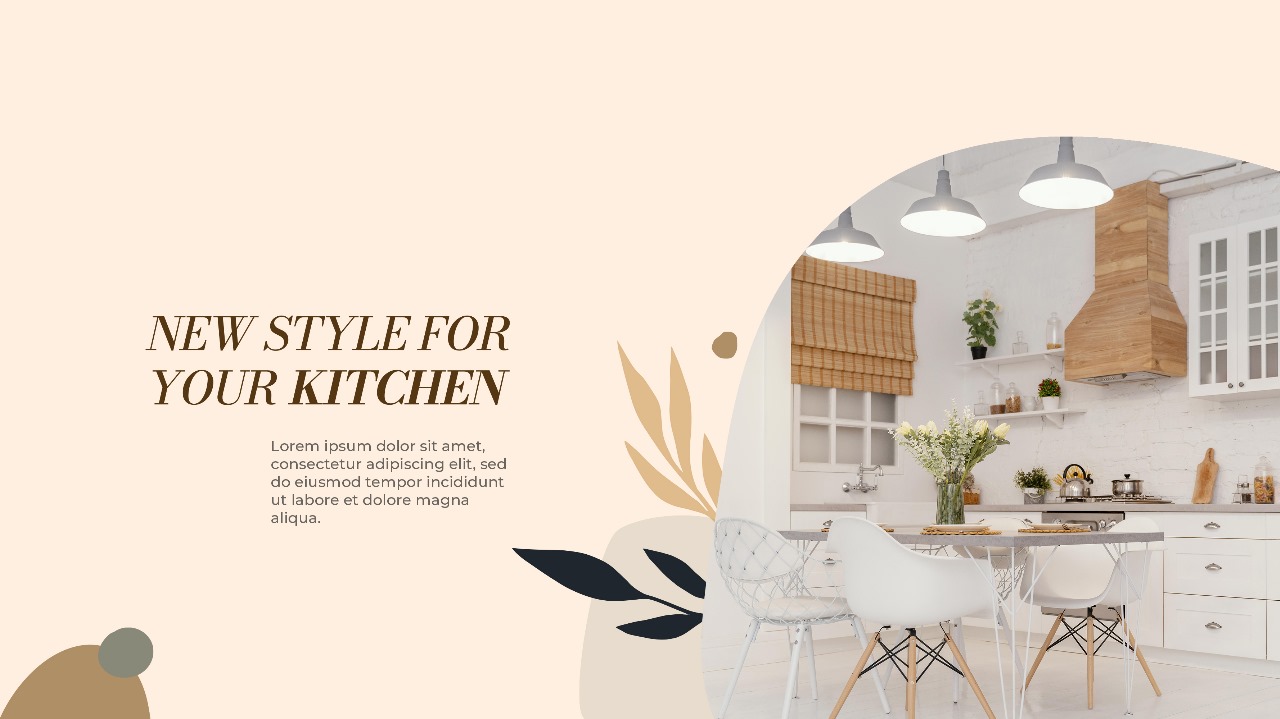 NEW STYLE FOR
YOUR KITCHEN
Lorem ipsum dolor sit amet,
consectetur adipiscing elit, sed
do eiusmod tempor incididunt
ut labore et dolore magna
aliqua.